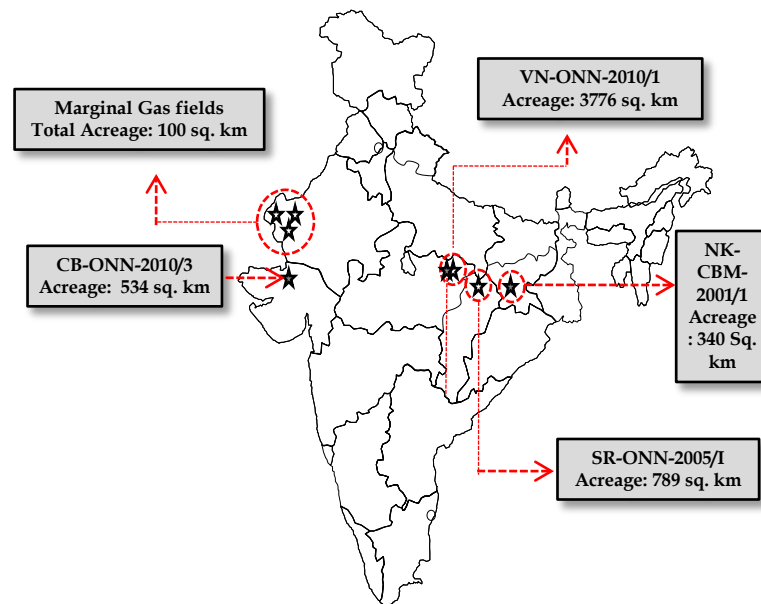 VN-ONN-2010/1
Acreage: 3776 sq. km
Marginal Gas fields
Total Acreage: 100 sq. km
CB-ONN-2010/3
Acreage: 534 sq. km
NK-
CBM-
2001/1
Acreage
: 340 Sq.
km
SR-ONN-2005/I
Acreage: 789 sq. km